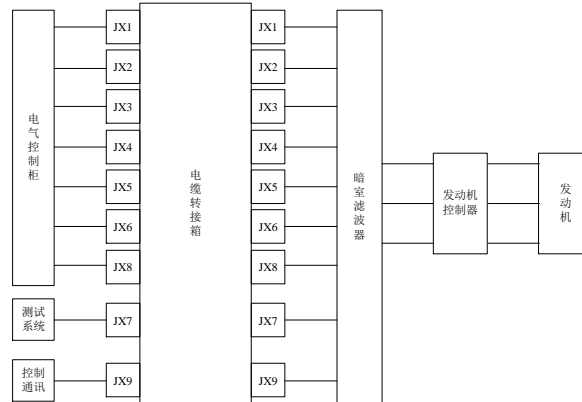 电气控制柜
测试
系统
控制
通讯
JX1
JX2
JX3
JX4
JX5
JX6
JX8
JX7
JX9
电缆转接箱
JX1
JX2
JX3
JX4
JX5
JX6
JX8
JX7
JX9
暗室滤波器
发动机
控制器
发动机